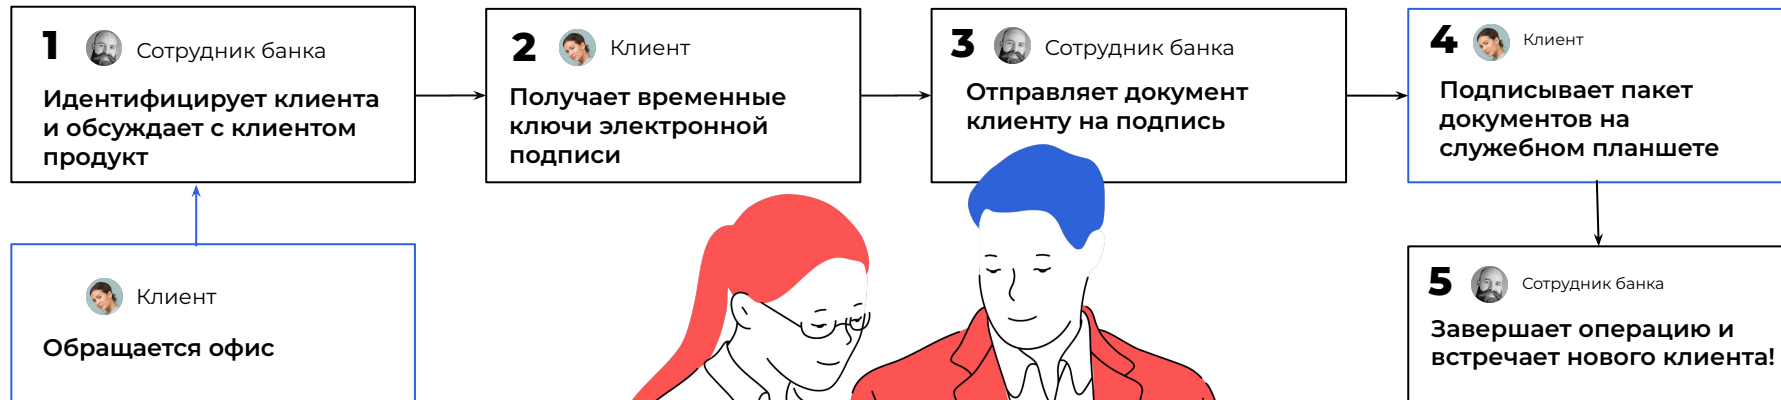 1 Сотрудник банка
Идентифицирует клиента
и обсуждает с клиентом
продукт
2 Клиент
Получает временные
ключи электронной
подписи
3 Сотрудник банка
Отправляет документ
клиенту на подпись
4 Клиент
Подписывает пакет
документов на
служебном планшете
Клиент
Обращается офис
5 Сотрудник банка
Завершает операцию и
встречает нового клиента!